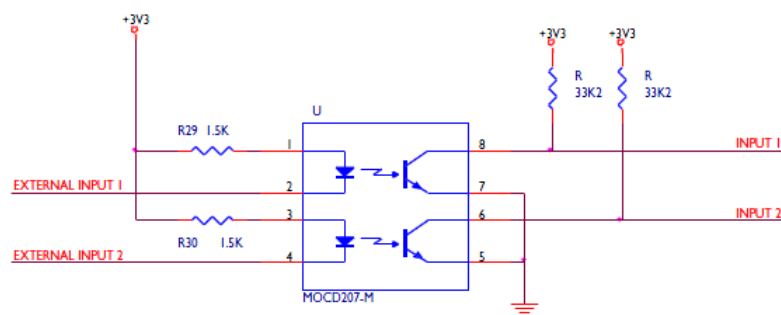 +3V3
+3V3
+3V3
R
33K2
R
33K2
U
R29 1.5K
1
8
INPUT 1
EXTERNAL INPUT 1
2
7
3
6
INPUT 2
R30 1.5K
EXTERNAL INPUT 2
4
5
MOCD207-M